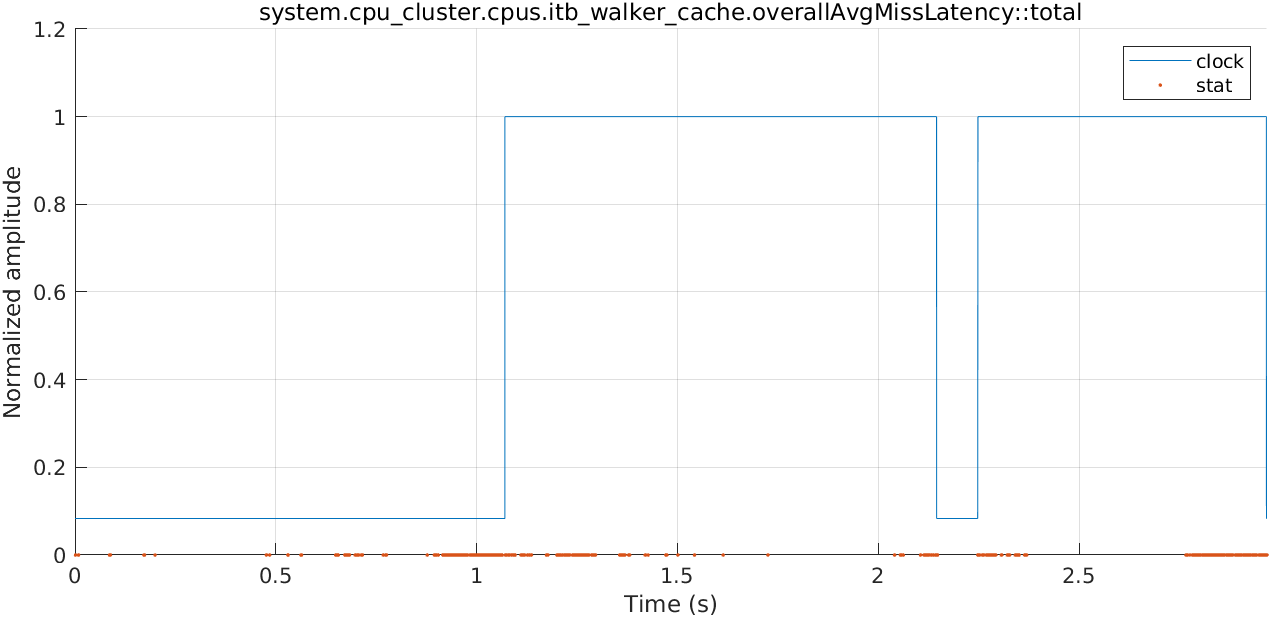 system.cpu_cluster.cpus.itb_walker_cache.overallAvgMissLatency::total
1.2
1
0.8
0.6
0.4
0.2
0
Normalized amplitude
clock
stat
0 0.5 1 1.5 2 2.5
Time (s)